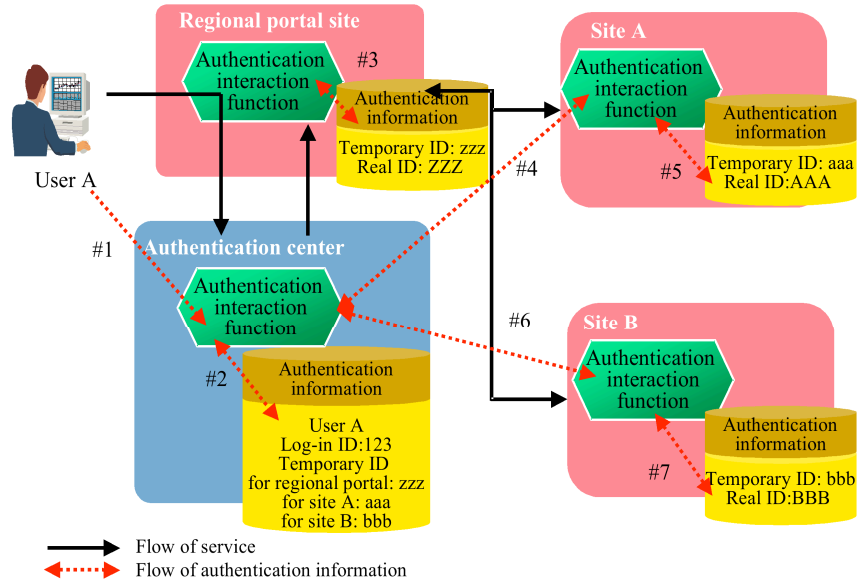 Regional portal site
Authentication
interaction
function
#3
Authentication
information
Temporary ID: zzz
Real ID: ZZZ
Site A
Authentication
interaction
function
Authentication
information
Temporary ID: aaa
Real ID:AAA
#4
#5
User A
#1
Authentication center
Authentication
interaction
function
#2
Authentication
information
User A
Log-in ID:123
Temporary ID
for regional portal: zzz
for site A: aaa
for site B: bbb
#6
Site B
Authentication
interaction
function
Authentication
information
Temporary ID: bbb
Real ID:BBB
#7
Flow of service
Flow of authentication information